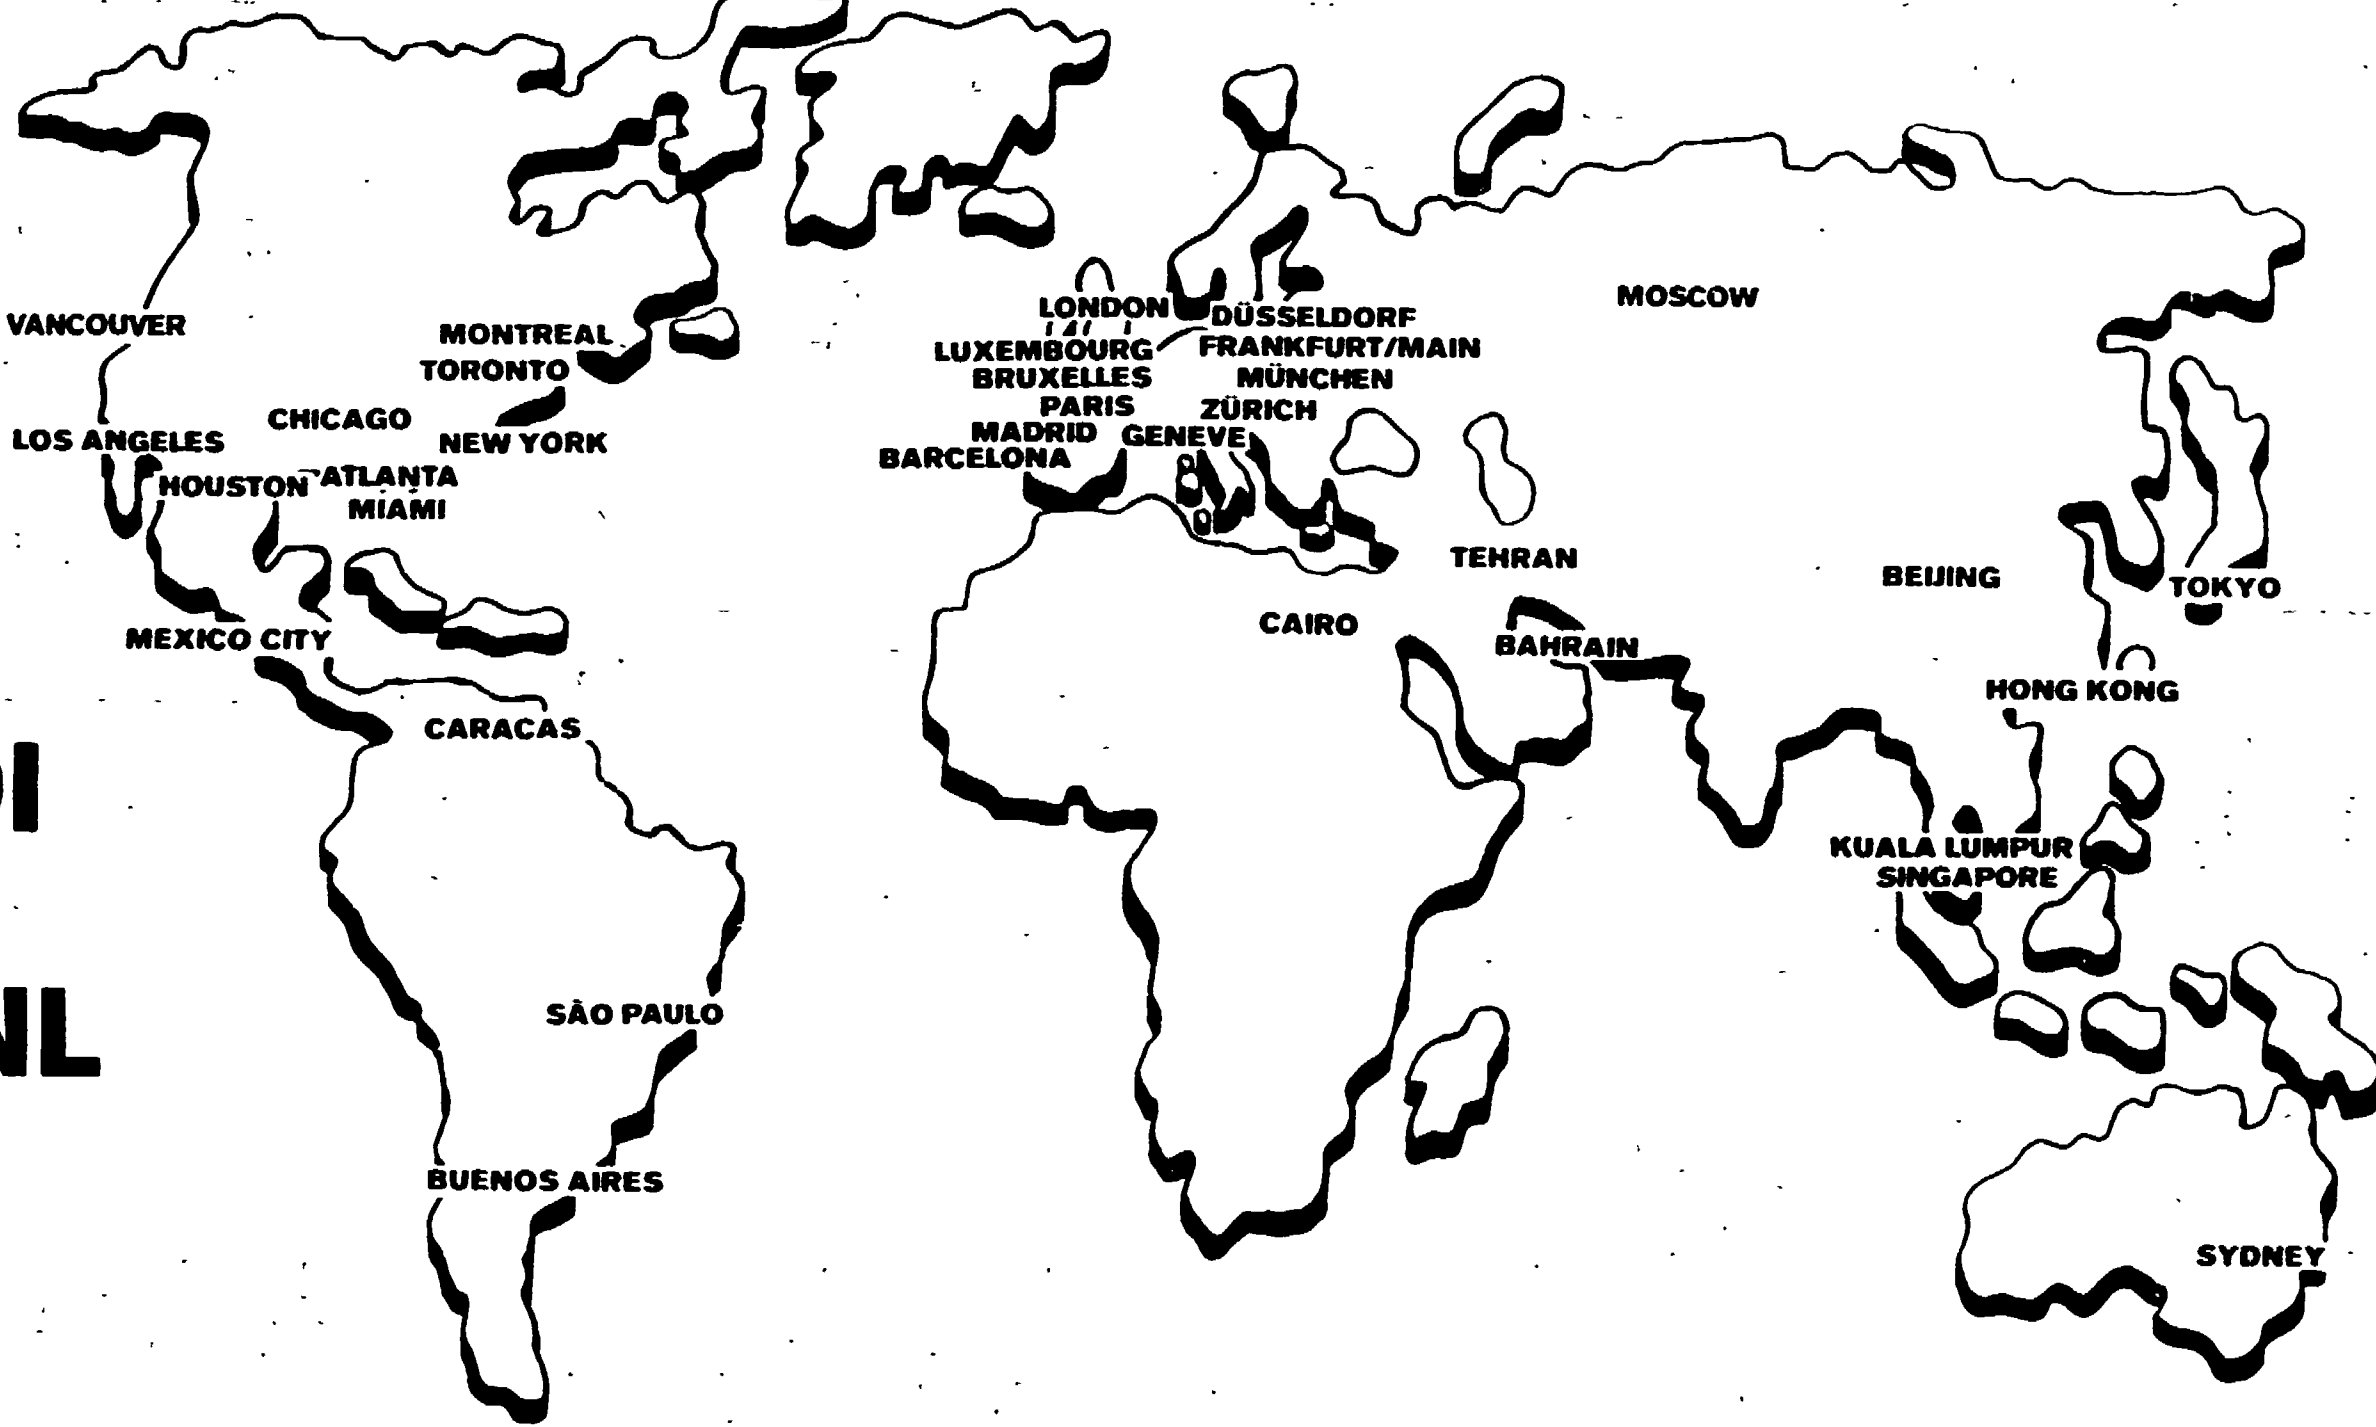 MOSCOW
LONDON
DÜSSELDORF
VANCOUVER
MONTREAL
LUXEMBOURG
FRANKFURT/MAIN
TORONTO
BRUXELLES
MÜNCHEN
PARIS
ZÜRICH
CHICAGO
MADRID
GENEVE
LOS ANGELES
NEW YORK
BARCELONA
HOUSTON
ATLANTA
MIAMI
TEHRAN
BEIJING
TOKYO
CAIRO
MEXICO CITY
BAHRAIN
HONG KONG
CARACAS
KUALA LUMPUR
SINGAPORE
SÃO PAULO
NL
BUENOS AIRES
SYDNEY